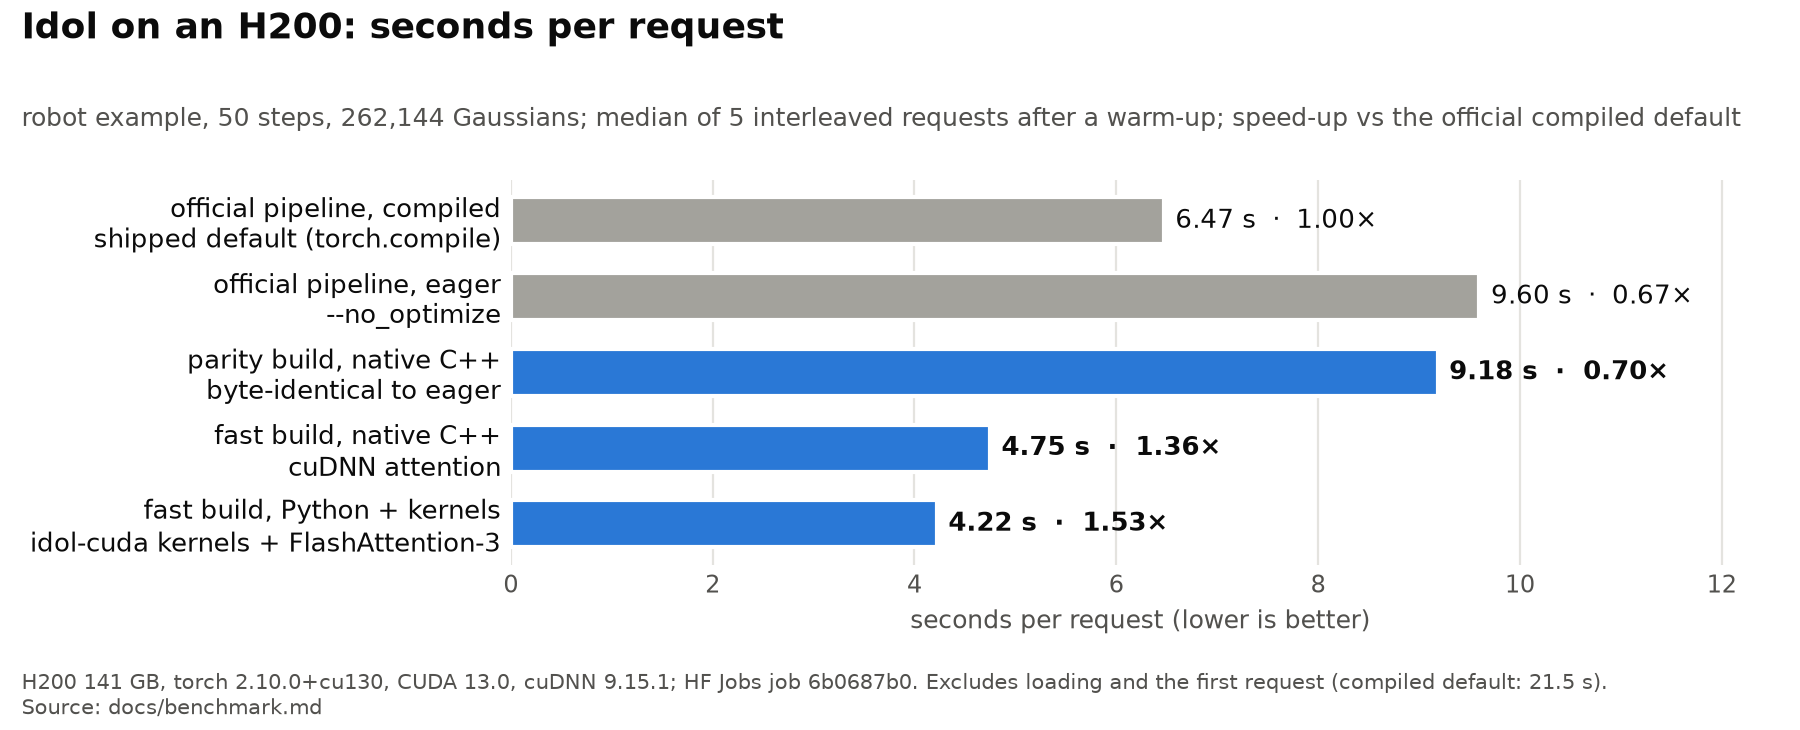 Idol on an H200: seconds per request
robot example, 50 steps, 262,144 Gaussians; median of 5 interleaved requests after a warm-up; speed-up vs the official compiled default
official pipeline, compiled
shipped default (torch.compile)
6.47 s · 1.00×
official pipeline, eager
--no_optimize
9.60 s · 0.67×
parity build, native C++
byte-identical to eager
9.18 s · 0.70×
fast build, native C++
cuDNN attention
4.75 s · 1.36×
fast build, Python + kernels
idol-cuda kernels + FlashAttention-3
4.22 s · 1.53×
0 2 4 6 8 10 12
seconds per request (lower is better)
H200 141 GB, torch 2.10.0+cu130, CUDA 13.0, cuDNN 9.15.1; HF Jobs job 6b0687b0. Excludes loading and the first request (compiled default: 21.5 s).
Source: docs/benchmark.md